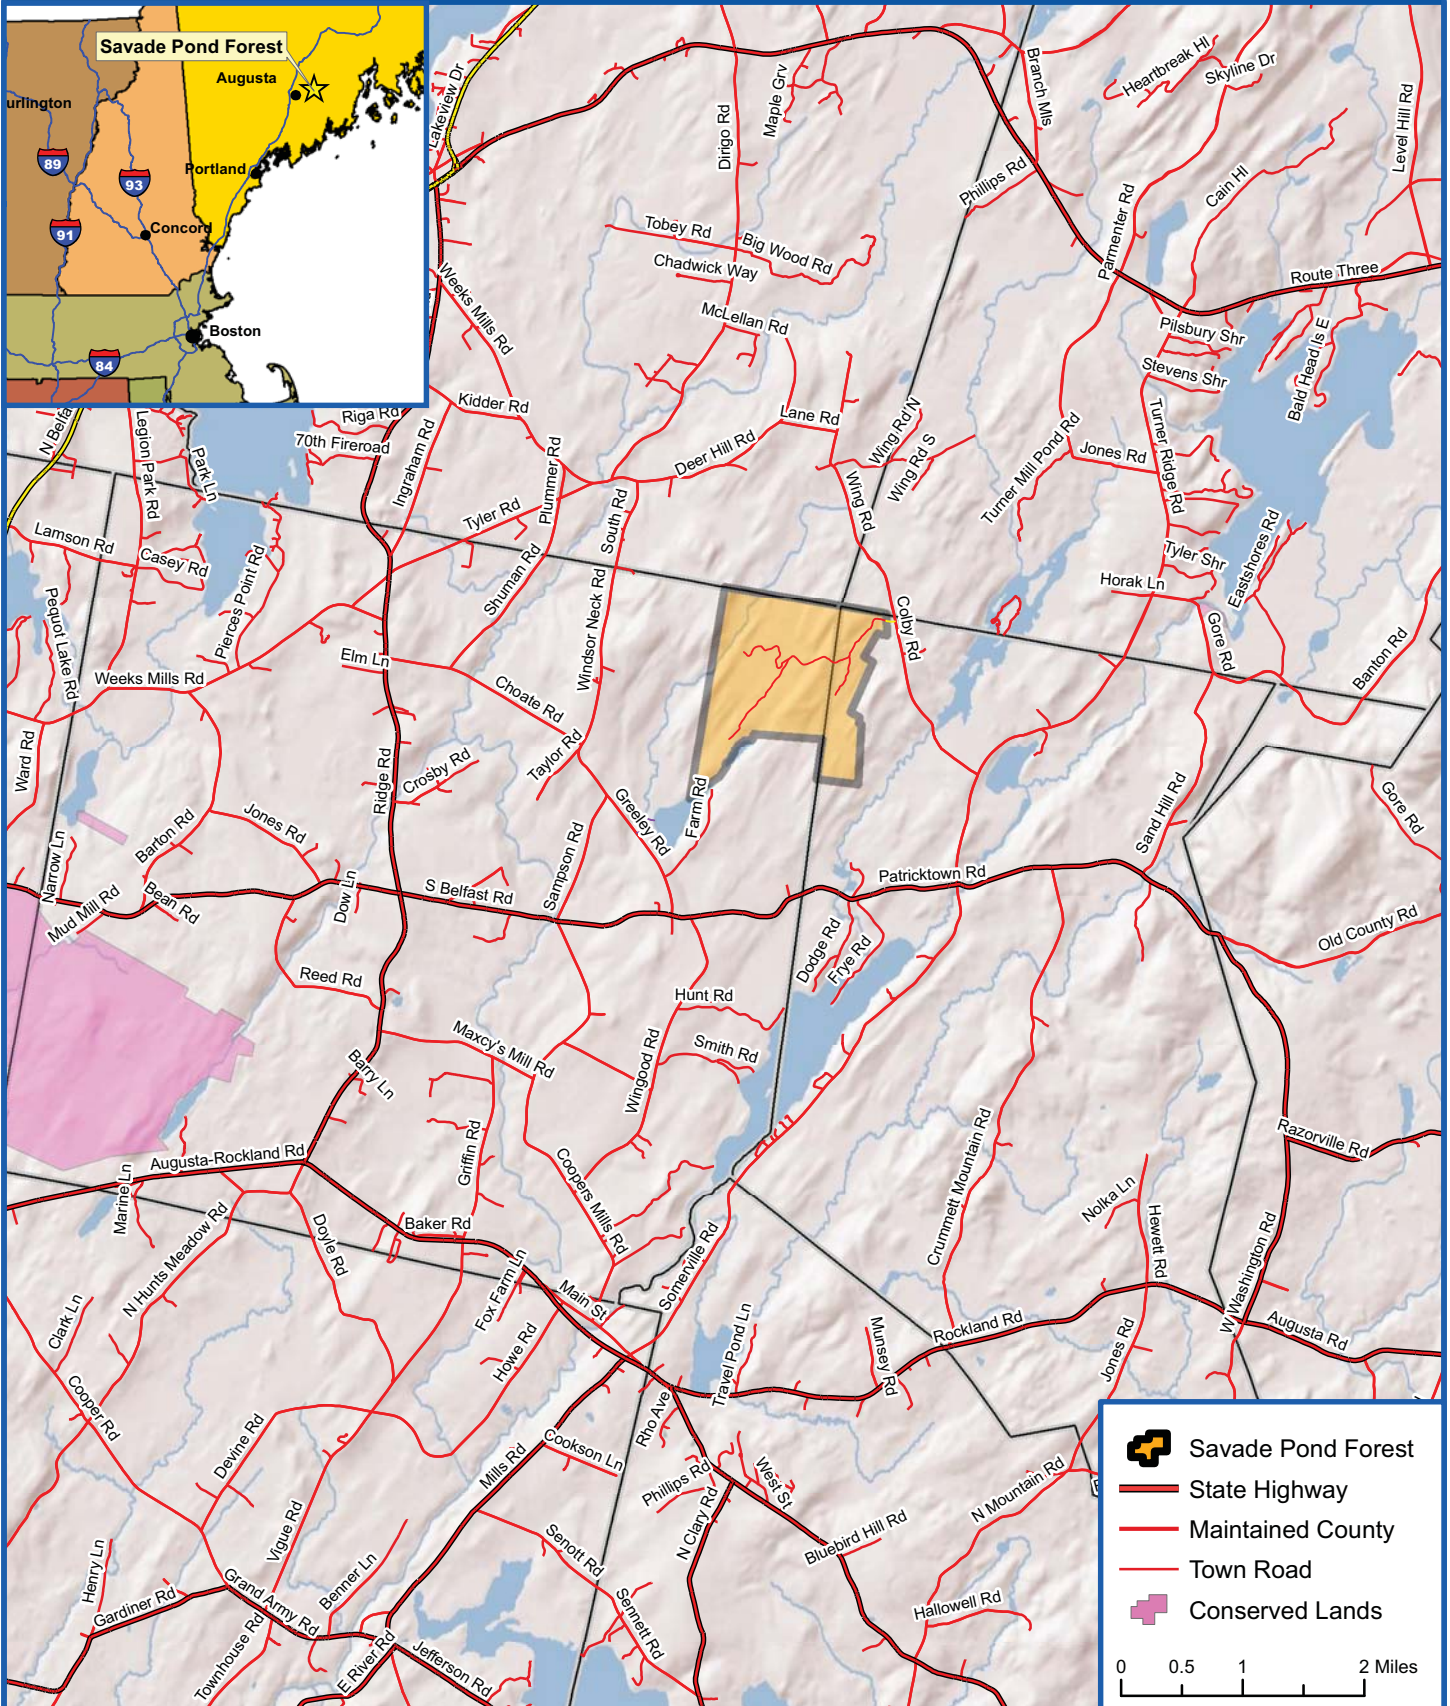 Savade Pond Forest
Augusta
urlington
89
93
Portland
91
Concord
Boston
84
Lakeview Dr
Dirigo Rd
Maple Grv
Branch Mls
Heartbreak Hl
Skyline Dr
Level Hill Rd
Phillips Rd
Cain Hl
Parmenter Rd
Tobey Rd
Big Wood Rd
Chadwick Way
Route Three
Weeks Mills Rd
McLellan Rd
Pilsbury Shr
Bald Head Is E
Stevens Shr
N Belfa
Legion Park Rd
Park Ln
Riga Rd
70th Fireroad
Ingraham Rd
Kidder Rd
Plummer Rd
Deer Hill Rd
Lane Rd
Wing Rd N
Wing Rd S
Wing Rd
Turner Mill Pond Rd
Jones Rd
Turner Ridge Rd
Tyler Rd
South Rd
Lamson Rd
Casey Rd
Pierces Point Rd
Shuman Rd
Tyler Shr
Eastshores Rd
Horak Ln
Pequot Lake Rd
Windsor Neck Rd
Colby Rd
Gore Rd
Banton Rd
Elm Ln
Weeks Mills Rd
Choate Rd
Taylor Rd
Ward Rd
Ridge Rd
Crosby Rd
Greeley Rd
Farm Rd
Sand Hill Rd
Gore Rd
Barton Rd
Jones Rd
Narrow Ln
Mud Mill Rd
Bean Rd
Dow Ln
S Belfast Rd
Sampson Rd
Patricktown Rd
Dodge Rd
Frye Rd
Old County Rd
Reed Rd
Hunt Rd
Maxcy's Mill Rd
Smith Rd
Wingood Rd
Barry Ln
Griffin Rd
Augusta-Rockland Rd
Crummett Mountain Rd
Razorville Rd
Marine Ln
Coopers Mills Rd
Nolka Ln
Hewett Rd
N Hunts Meadow Rd
Doyle Rd
Baker Rd
Somerville Rd
W Washington Rd
Fox Farm Ln
Main St
Clark Ln
Howe Rd
Travel Pond Ln
Munsey Rd
Rockland Rd
Jones Rd
Augusta Rd
Cooper Rd
Devine Rd
Rho Ave
Cookson Ln
Mills Rd
Phillips Rd
West St
N Mountain Rd
N Clary Rd
Bluebird Hill Rd
Vigue Rd
Senott Rd
Henry Ln
Benner Ln
Gardiner Rd
Grand Army Rd
Sennett Rd
Hallowell Rd
Townhouse Rd
E River Rd
Jefferson Rd
Savade Pond Forest
State Highway
Maintained County
Town Road
Conserved Lands
0 0.5 1 2 Miles